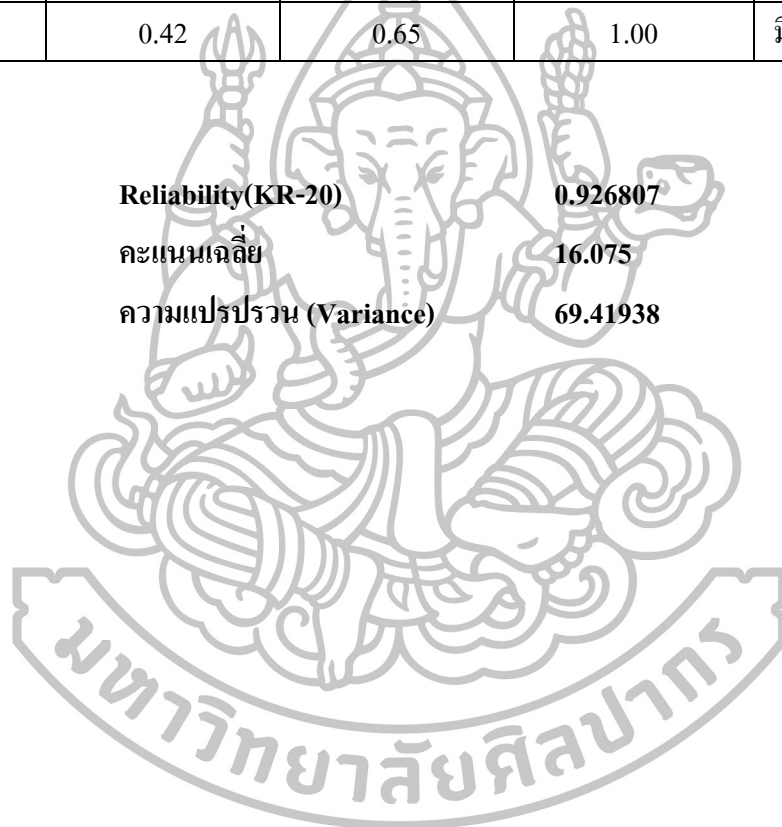 0.42 0.65 1.00
Reliability(KR-20) 0.926807
คะแนนเฉลี่ย 16.075
ความแปรปรวน (Variance) 69.41938
มหาวิทยาลัยศิลปากร